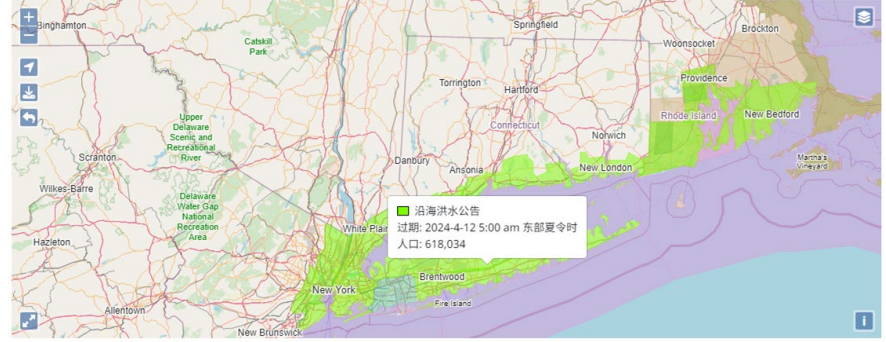 Binghamton
Springfield
Brockton
Catskill
Park
Woonsocket
Providence
Torrington
Hartford
Upper
Delaware
Scenic and
Recreational
River
Connecticut
Rhode Island
New Bedford
Norwich
Scranton
Danbury
Ansonia
New London
Martha's
Vineyard
Wilkes-Barre
Delaware
Water Gap
National
Recreation
Area
沿海洪水公告
过期: 2024-4-12 5:00 am 东部夏令时
人口: 618,034
White Plai
Hazleton
Brentwood
New York
Fire Island
Allentown
New Brunswick